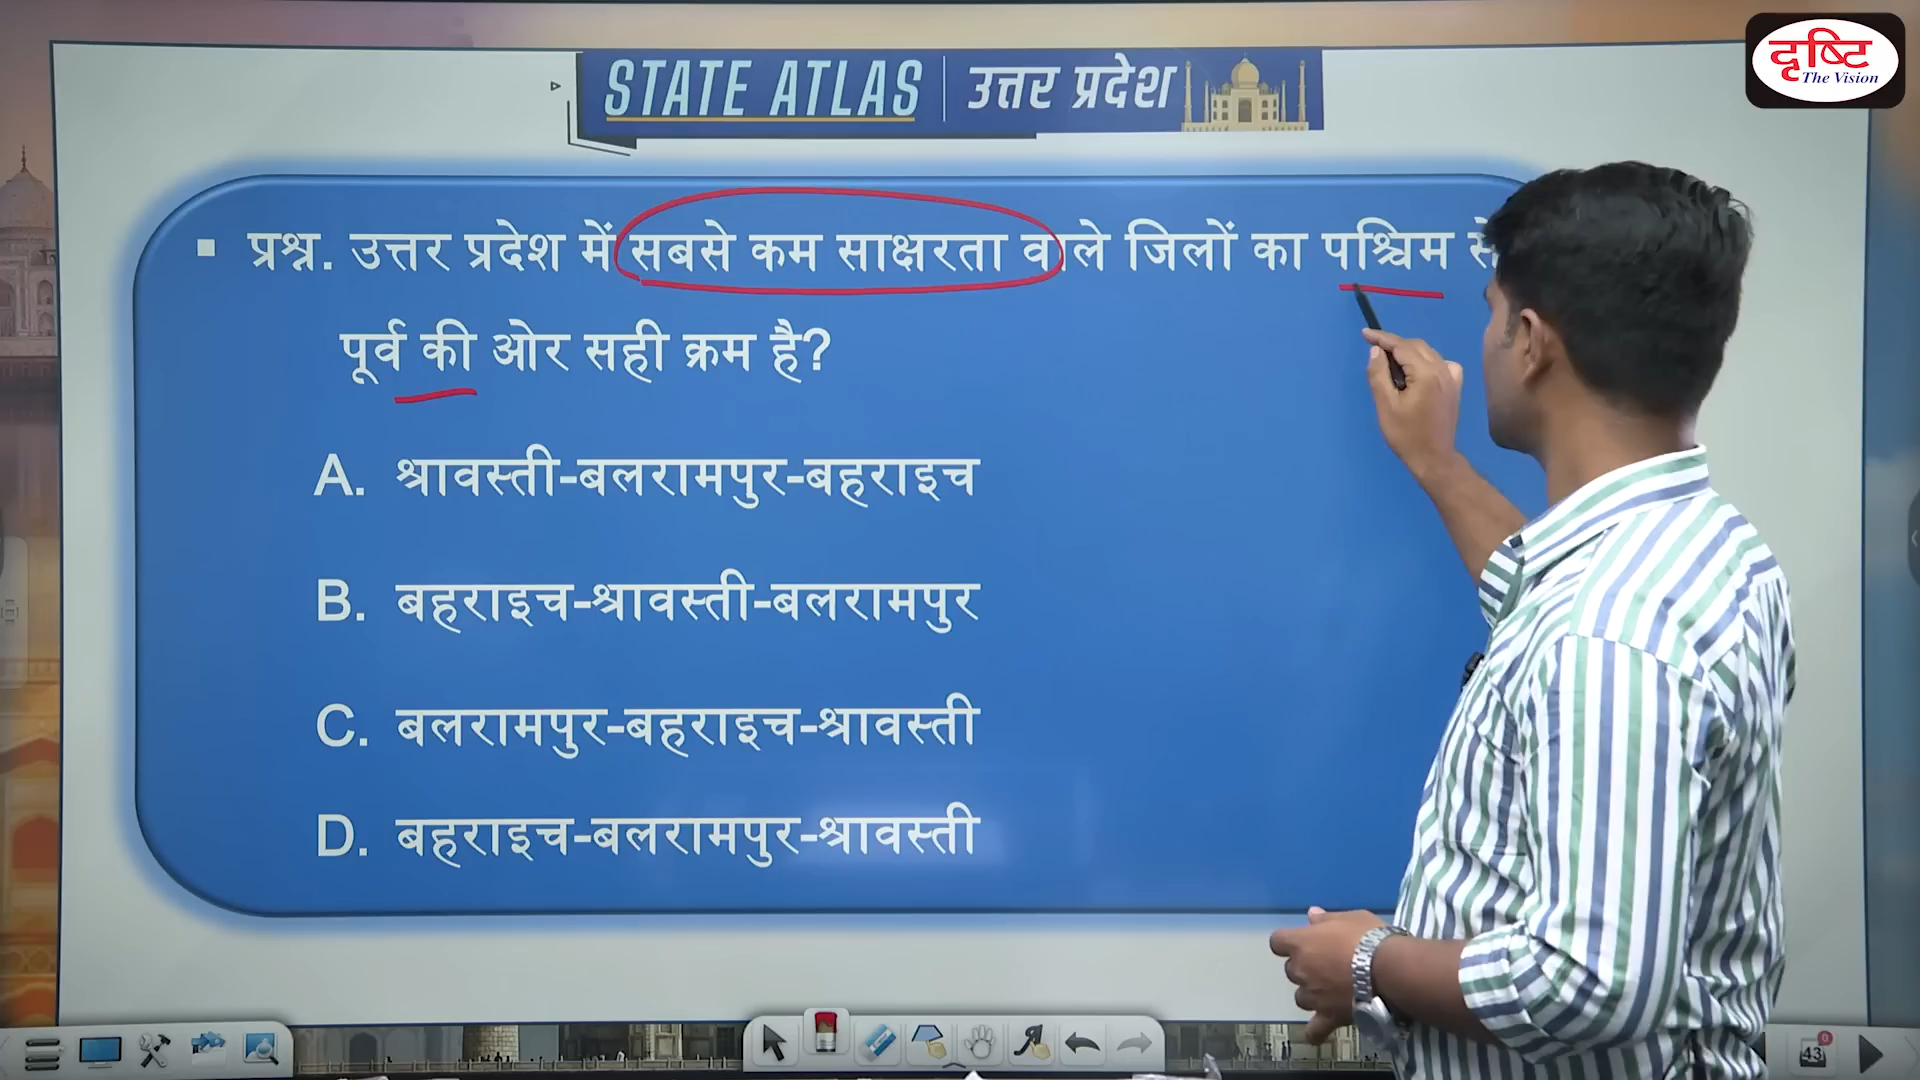 दृष्टि
The Vision
STATE ATLAS उत्तर प्रदेश
▪ प्रश्न. उत्तर प्रदेश में सबसे कम साक्षरता वाले जिलों का पश्चिम से
पूर्व की ओर सही क्रम है?
A. श्रावस्ती-बलरामपुर-बहराइच
B. बहराइच-श्रावस्ती-बलरामपुर
C. बलरामपुर-बहराइच-श्रावस्ती
D. बहराइच-बलरामपुर-श्रावस्ती
43
0